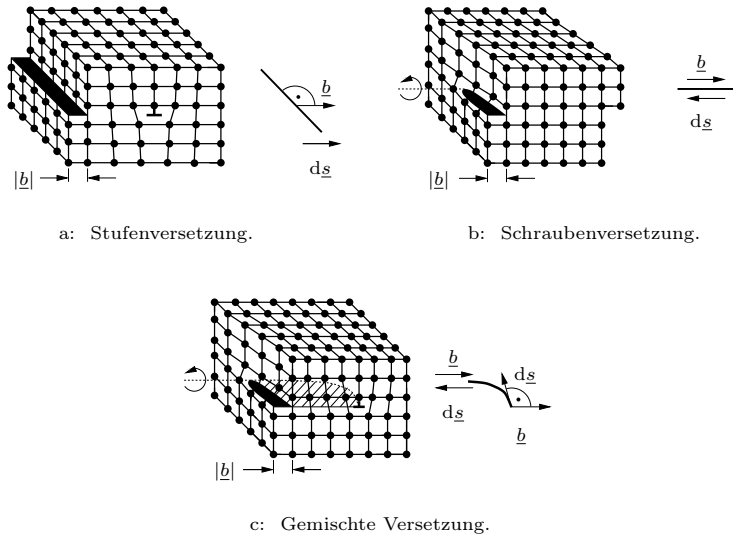 b
ds
|b|
a: Stufenversetzung.
b
ds
|b|
b: Schraubenversetzung.
b
ds
ds
b
|b|
c: Gemischte Versetzung.